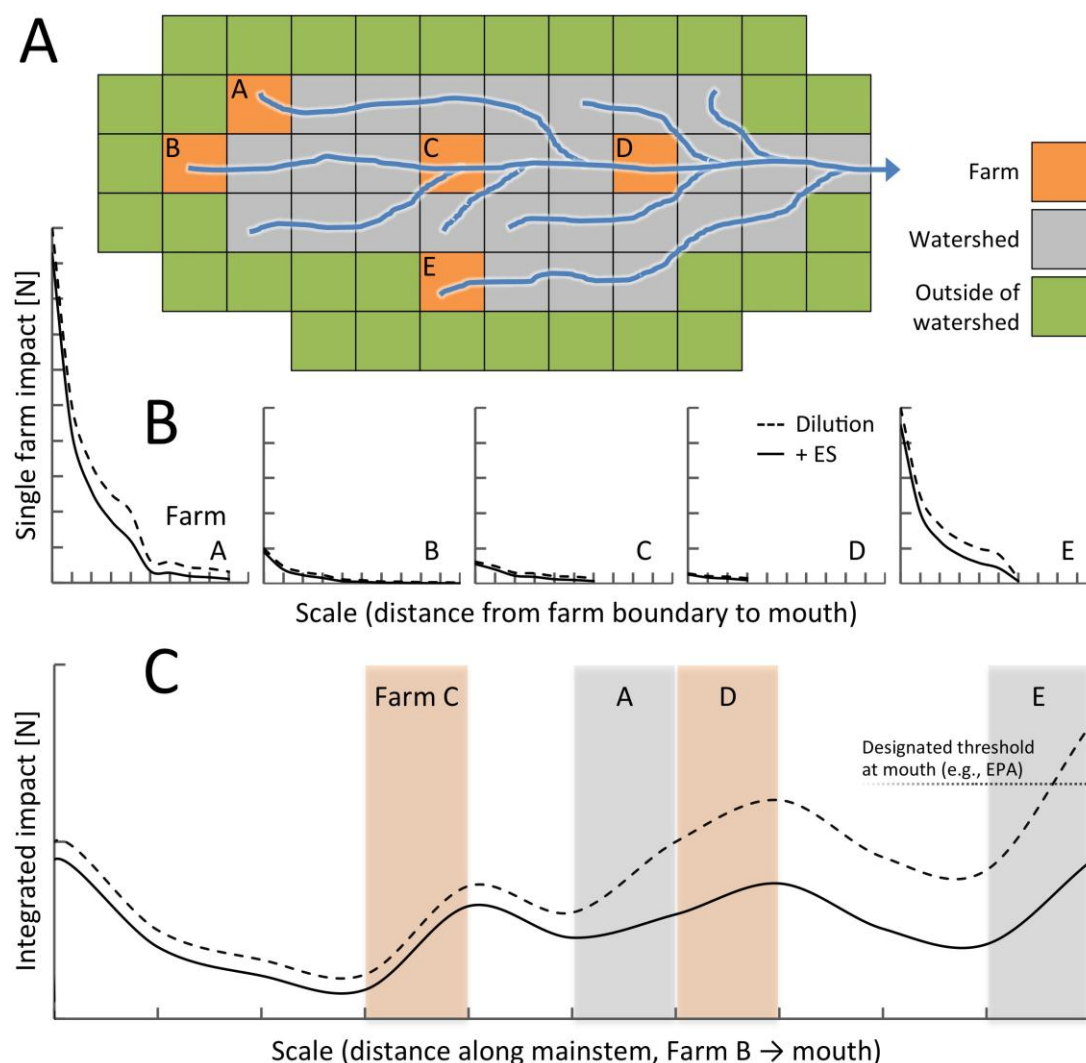 A
A
B
C
D
E
Farm
Watershed
Outside of
watershed
Single farm impact [N]
B
Dilution
+ ES
Farm
A
B
C
D
E
Scale (distance from farm boundary to mouth)
C
Integrated impact [N]
Farm C
A
D
E
Designated threshold
at mouth (e.g., EPA)
Scale (distance along mainstem, Farm B → mouth)